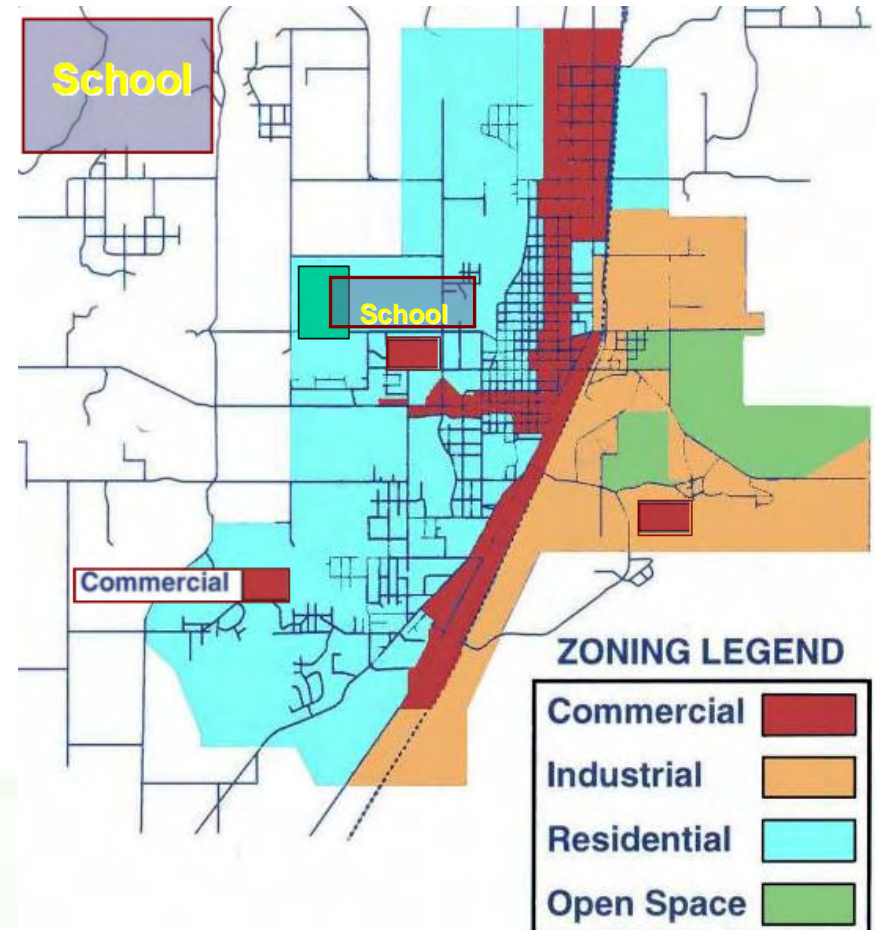 School
School
Commercial
ZONING LEGEND
Commercial
Industrial
Residential
Open Space